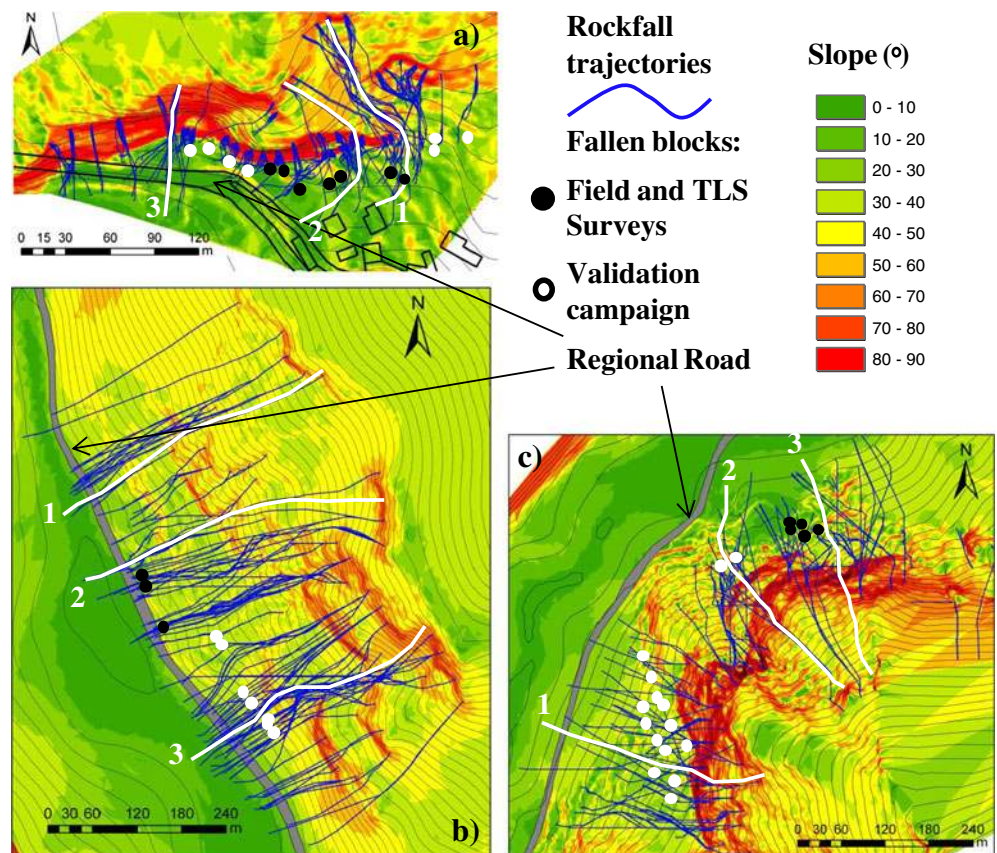 a)
N
3
2
1
0 15 30 60 90 120
m
Rockfall
trajectories
Fallen blocks:
Field and TLS
Surveys
Validation
campaign
Regional Road
Slope (°)
0 - 10
10 - 20
20 - 30
30 - 40
40 - 50
50 - 60
60 - 70
70 - 80
80 - 90
N
1
2
3
0 30 60 120 180 240
m
b)
c)
N
3
2
1
0 30 60 120 180 240
m